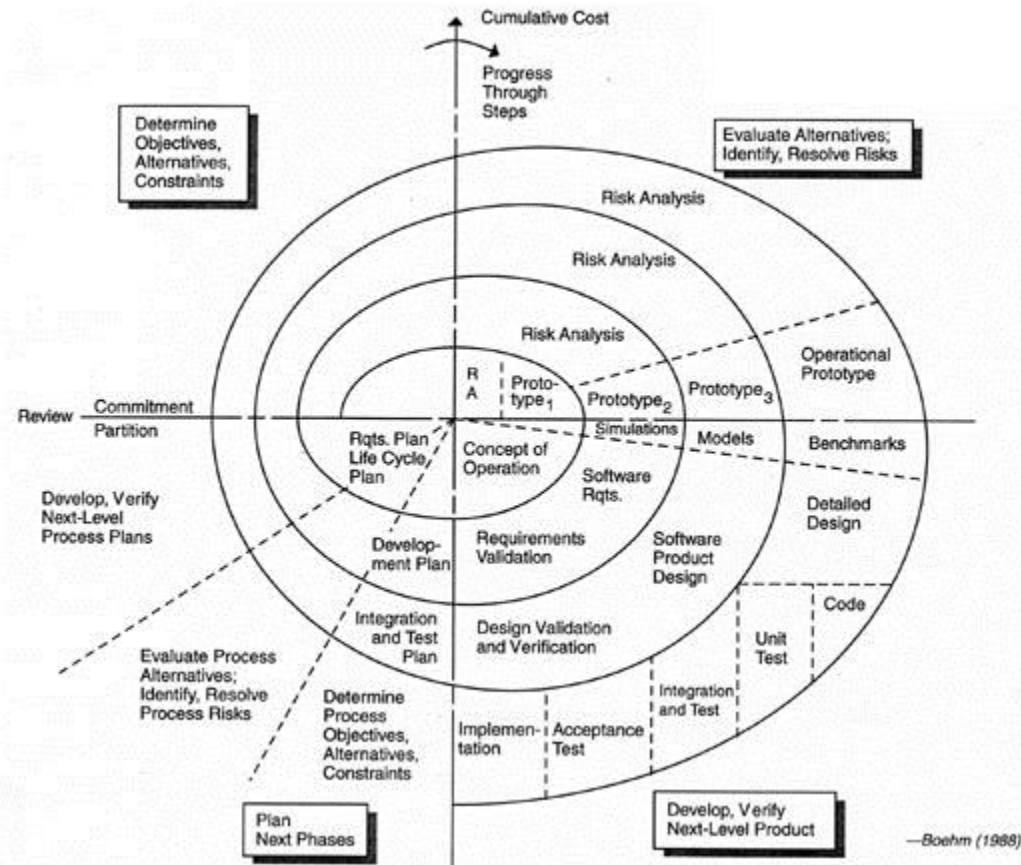 Cumulative Cost
Progress
Through
Steps
Determine
Objectives,
Alternatives,
Constraints
Evaluate Alternatives;
Identify, Resolve Risks
Risk Analysis
Risk Analysis
Risk Analysis
R
A
Proto-
type1
Prototype2
Prototype3
Operational
Prototype
Review
Commitment
Partition
Simulations
Models
Benchmarks
Rqts. Plan
Life Cycle
Plan
Concept of
Operation
Software
Rqts.
Develop, Verify
Next-Level
Process Plans
Develop-
ment Plan
Requirements
Validation
Software
Product
Design
Detailed
Design
Code
Unit
Test
Integration
and Test
Plan
Design Validation
and Verification
Evaluate Process
Alternatives;
Identify, Resolve
Process Risks
Determine
Process
Objectives,
Alternatives,
Constraints
Implemen-
tation
Acceptance
Test
Integration
and Test
Plan
Next Phases
Develop, Verify
Next-Level Product
—Boehm (1988)